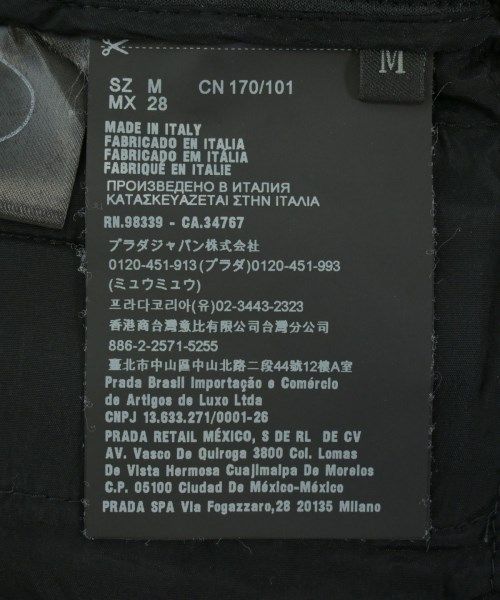 M
SZ M CN 170/101
MX 28
MADE IN ITALY
FABRICADO EN ITALIA
FABRICADO EM ITÁLIA
FABRIQUÉ EN ITALIE
ПРОИЗВЕДЕНО В ИТАЛИЯ
ΚΑΤΑΣΚΕΥΑΖΕΤΑΙ ΣΤΗΝ ΙΤΑΛΙΑ
RN.98339 - CA.34767
プラダジャパン株式会社
0120-451-913 (プラダ)0120-451-993
(ミュウミュウ)
프라다코리아(유)02-3443-2323
香港商台灣意比有限公司台灣分公司
886-2-2571-5255
臺北市中山區中山北路二段44號12樓A室
Prada Brasil Importação e Comércio
de Artigos de Luxo Ltda
CNPJ 13.633.271/0001-26
PRADA RETAIL MÉXICO, S DE RL DE CV
AV. Vasco De Quiroga 3800 Col. Lomas
De Vista Hermosa Cuajimalpa De Morelos
C.P. 05100 Ciudad De México-México
PRADA SPA Via Fogazzaro,28 20135 Milano